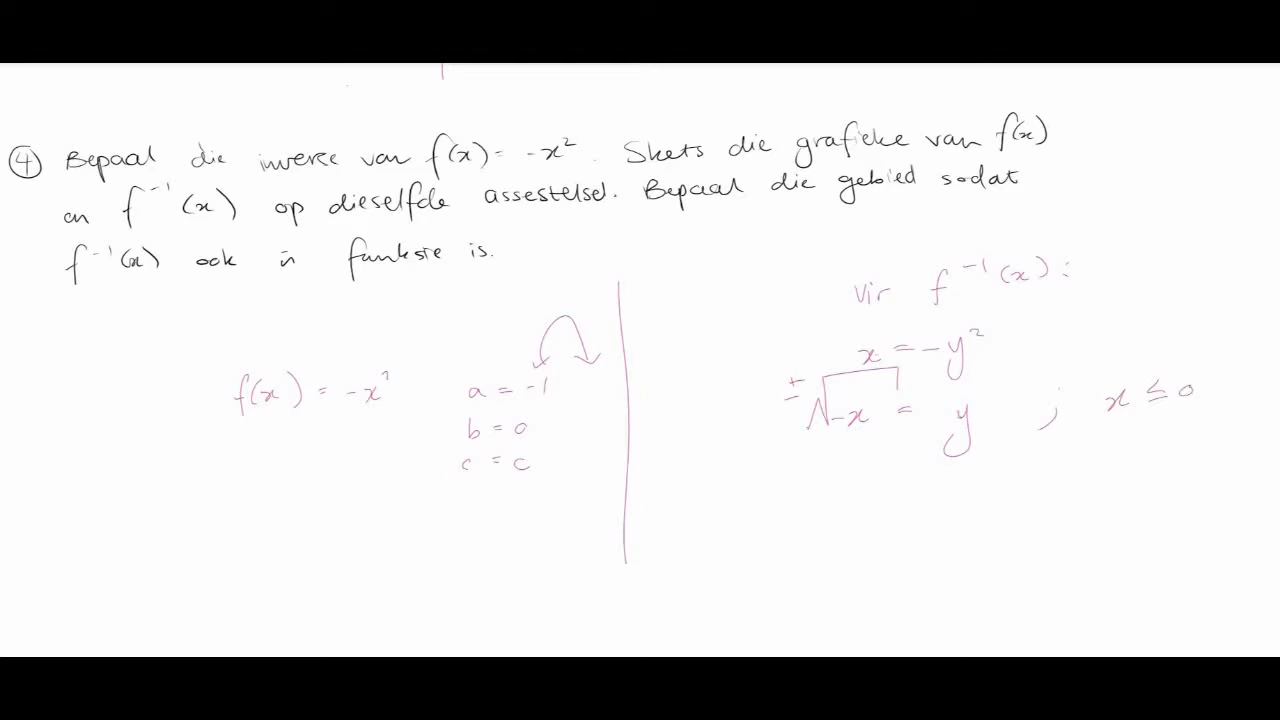 ④ Bepaal die inverse van f(x) = -x². Skets die grafieke van f(x)
en f⁻¹(x) op dieselfde assestelsel. Bepaal die gebied sodat
f⁻¹(x) ook 'n funksie is.
f(x) = -x²
a = -1
b = 0
c = c
Vir f⁻¹(x):
x = -y²
±√-x = y ; x ≤ 0